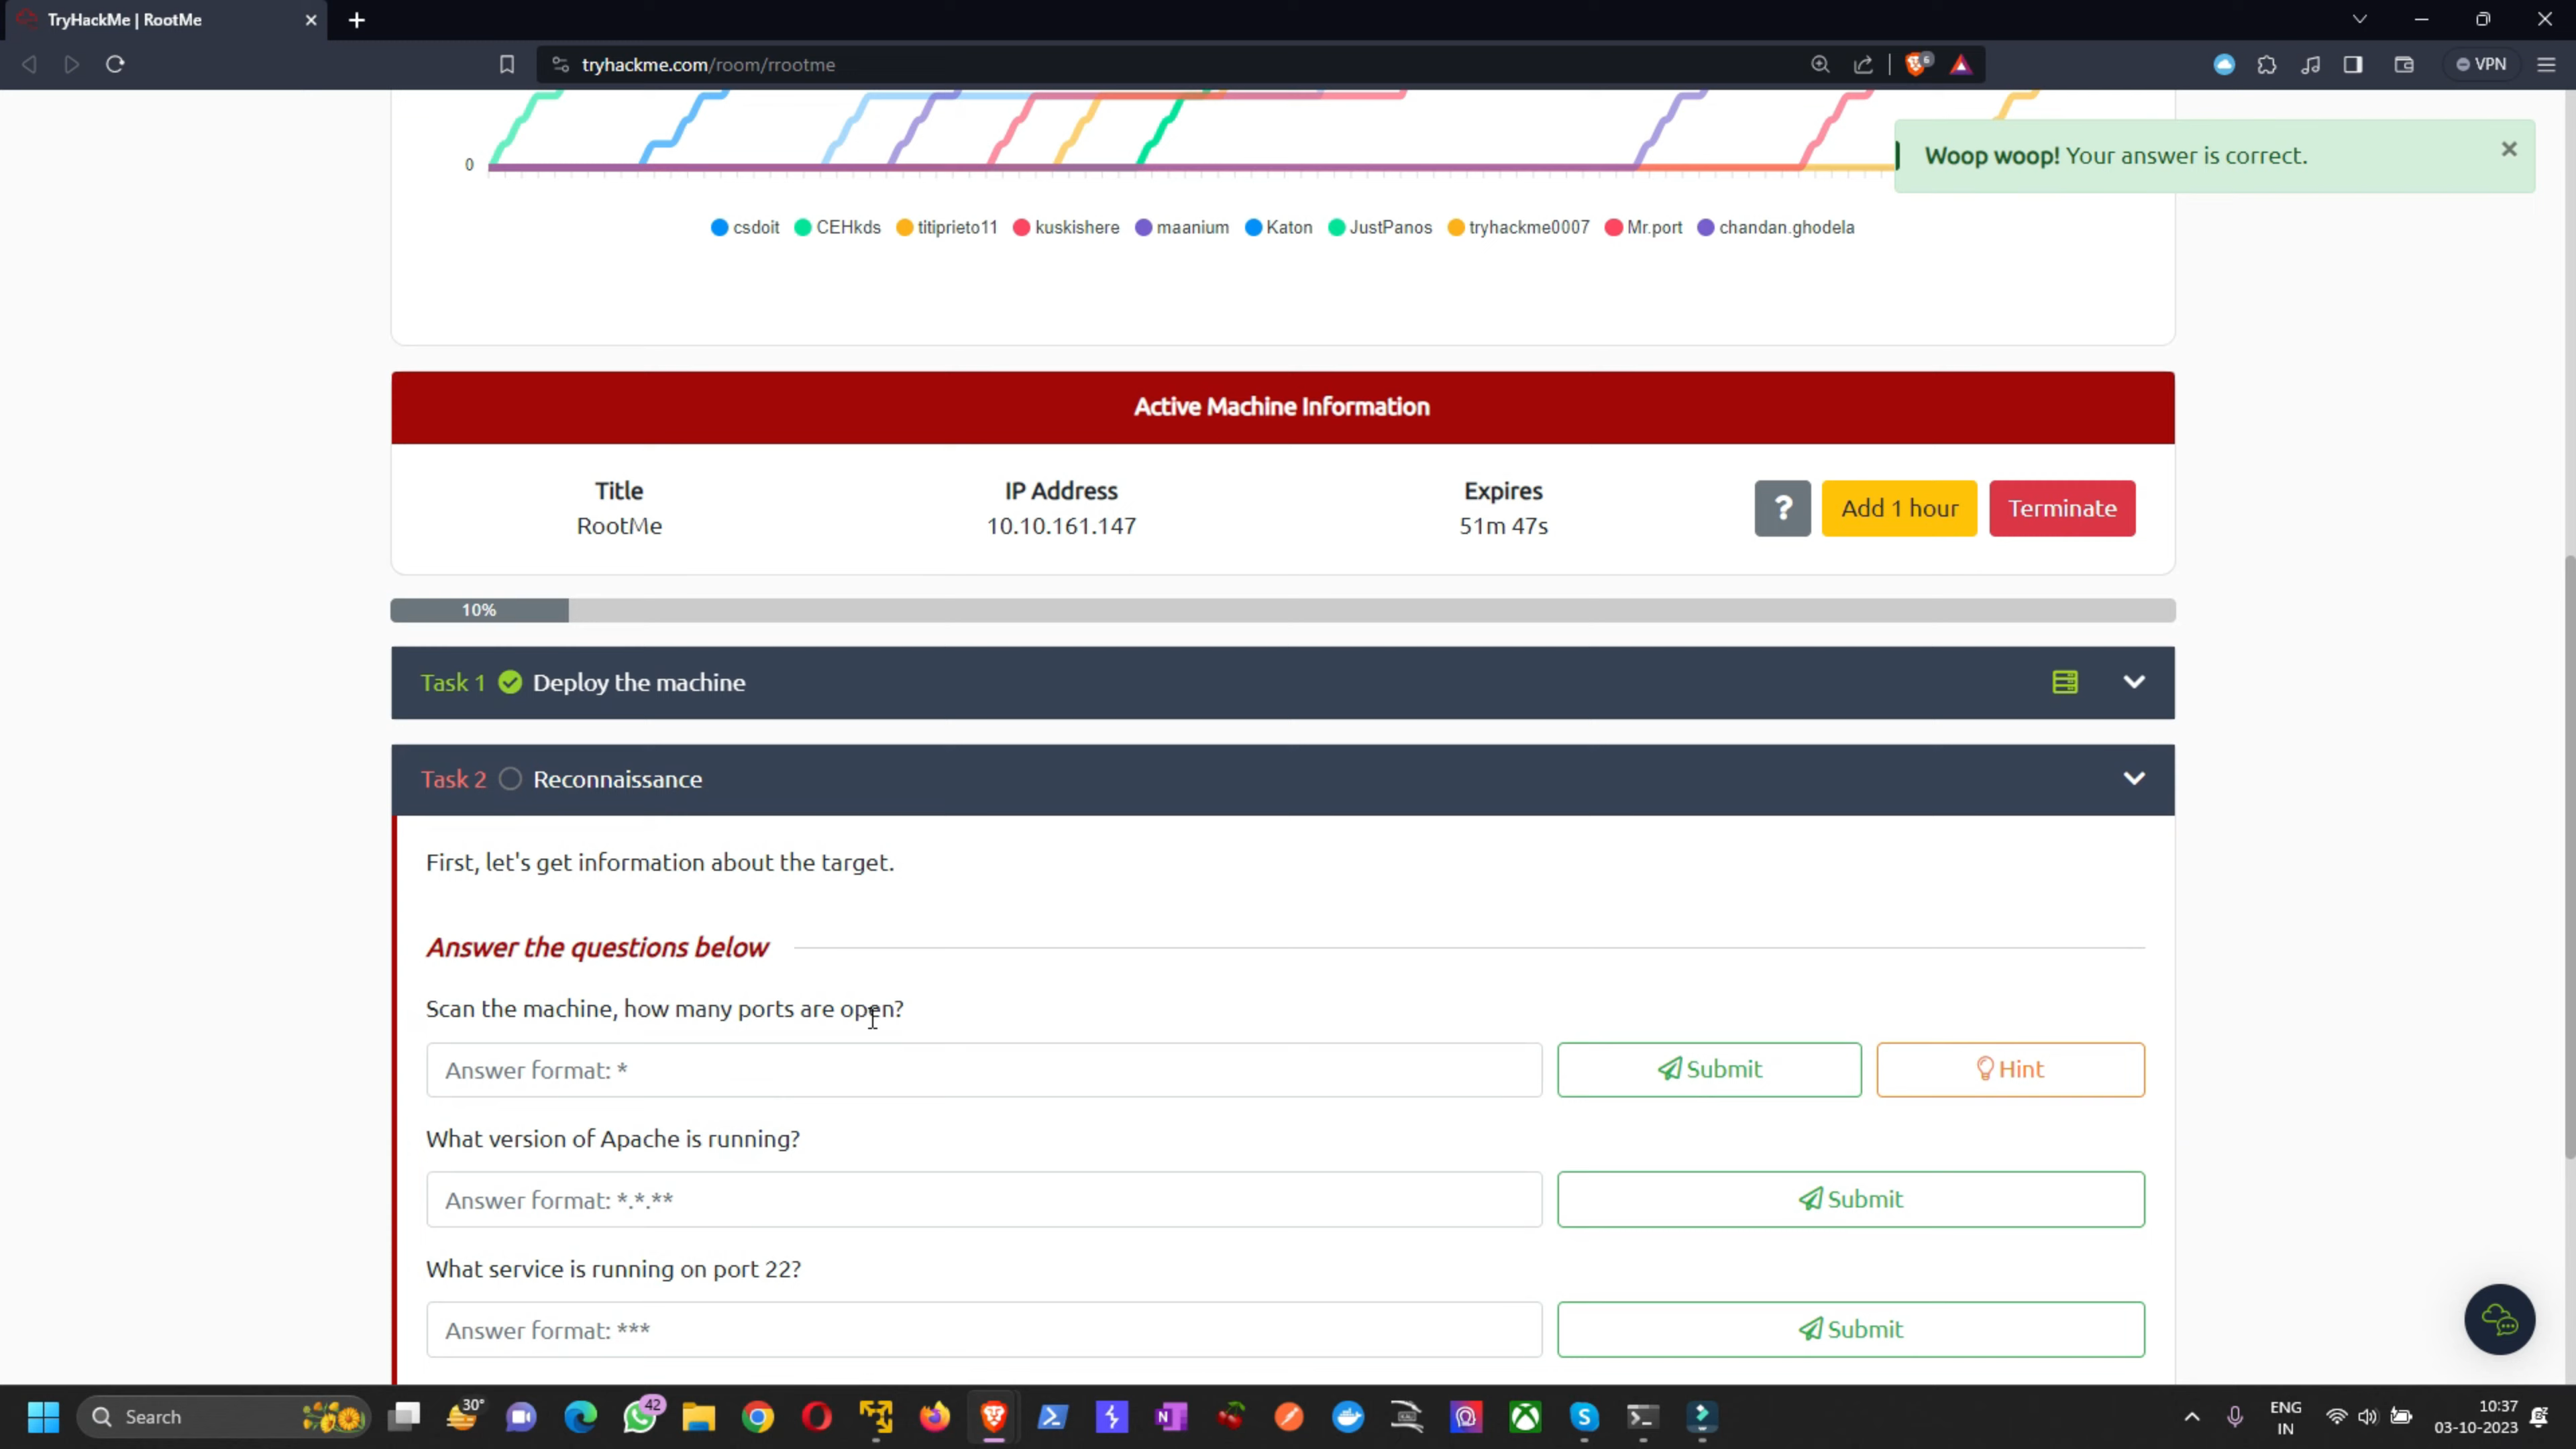 TryHackMe | RootMe
tryhackme.com/room/rrootme
6
VPN
0
Woop woop! Your answer is correct.
csdoit CEHkds titiprieto11 kuskishere maanium Katon JustPanos tryhackme0007 Mr.port chandan.ghodela
Active Machine Information
Title IP Address Expires
RootMe 10.10.161.147 51m 47s
? Add 1 hour Terminate
10%
Task 1 Deploy the machine
Task 2 Reconnaissance
First, let's get information about the target.
Answer the questions below
Scan the machine, how many ports are open?
Answer format: * Submit Hint
What version of Apache is running?
Answer format: *.*.** Submit
What service is running on port 22?
Answer format: *** Submit
Search 30° 42 ENG 10:37
IN 03-10-2023